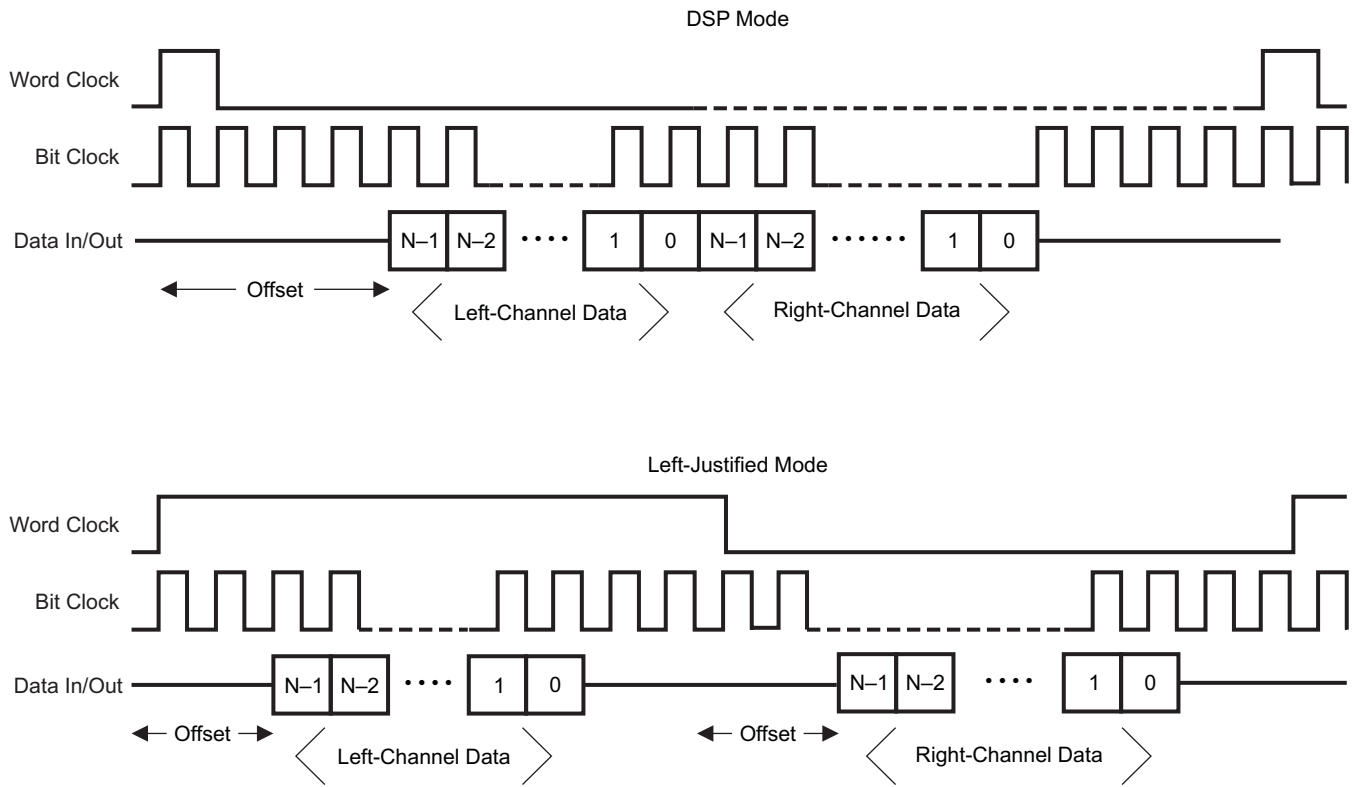 DSP Mode
Word Clock
Bit Clock
Data In/Out
N–1 N–2 ···· 1 0 N–1 N–2 ······ 1 0
Offset
Left-Channel Data
Right-Channel Data
Left-Justified Mode
Word Clock
Bit Clock
Data In/Out
N–1 N–2 ···· 1 0 N–1 N–2 ···· 1 0
Offset
Offset
Left-Channel Data
Right-Channel Data